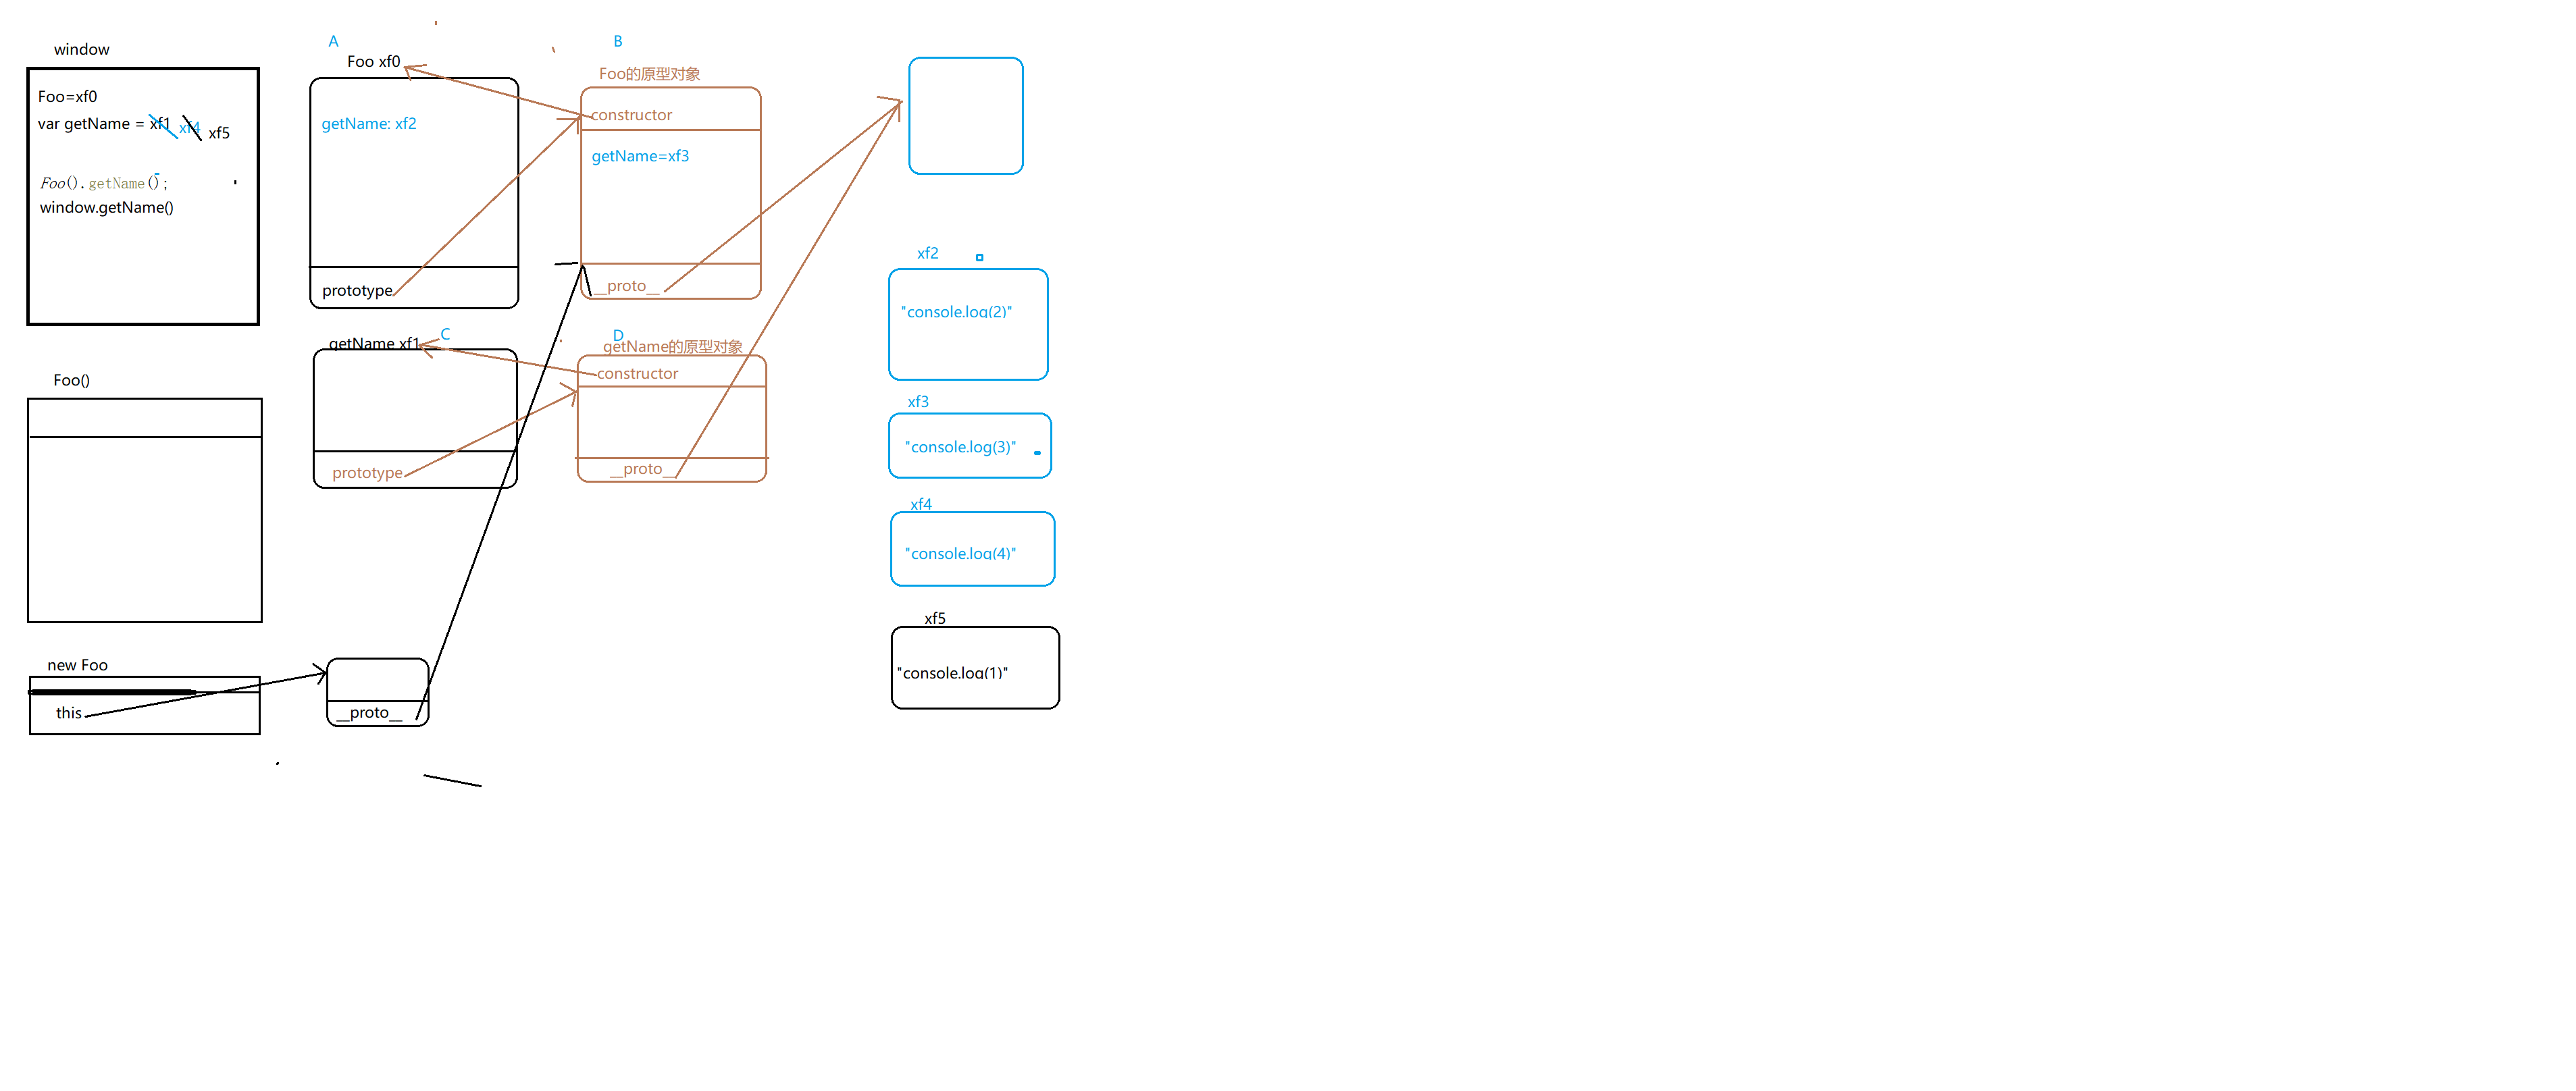 window
Foo=xf0
var getName = xf1 xf4 xf5
Foo().getName();
window.getName()
Foo()
new Foo
this
A
Foo xf0
getName: xf2
prototype
B
Foo的原型对象
constructor
getName=xf3
__proto__
C
getName xf1
prototype
D
getName的原型对象
constructor
__proto__
__proto__
xf2
"console.log(2)"
xf3
"console.log(3)"
xf4
"console.log(4)"
xf5
"console.log(1)"